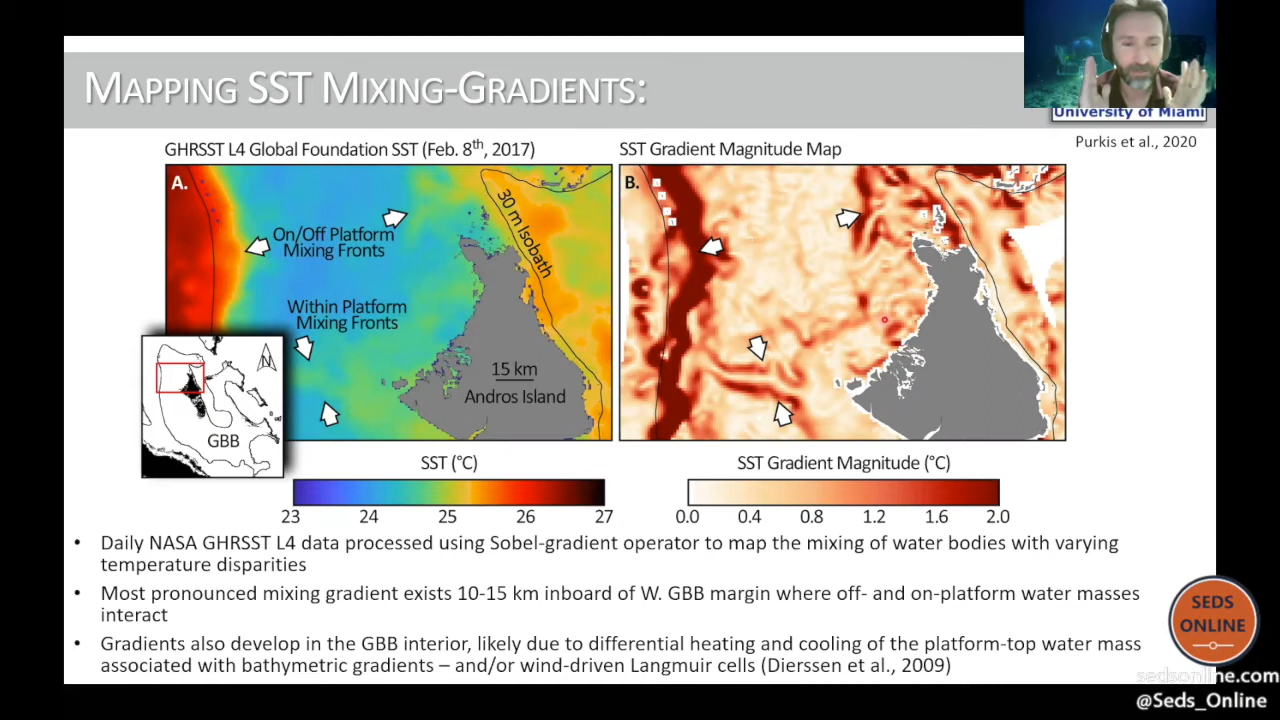 MAPPING SST MIXING-GRADIENTS:
University of Miami
Purkis et al., 2020
GHRSST L4 Global Foundation SST (Feb. 8th, 2017)
SST Gradient Magnitude Map
A.
On/Off Platform
Mixing Fronts
30 m Isobath
Within Platform
Mixing Fronts
15 km
Andros Island
N
GBB
B.
SST (°C)
23 24 25 26 27
SST Gradient Magnitude (°C)
0.0 0.4 0.8 1.2 1.6 2.0
• Daily NASA GHRSST L4 data processed using Sobel-gradient operator to map the mixing of water bodies with varying
temperature disparities
• Most pronounced mixing gradient exists 10-15 km inboard of W. GBB margin where off- and on-platform water masses
interact
• Gradients also develop in the GBB interior, likely due to differential heating and cooling of the platform-top water mass
associated with bathymetric gradients – and/or wind-driven Langmuir cells (Dierssen et al., 2009)
SEDS
ONLINE
sedsonline.com
@Seds_Online